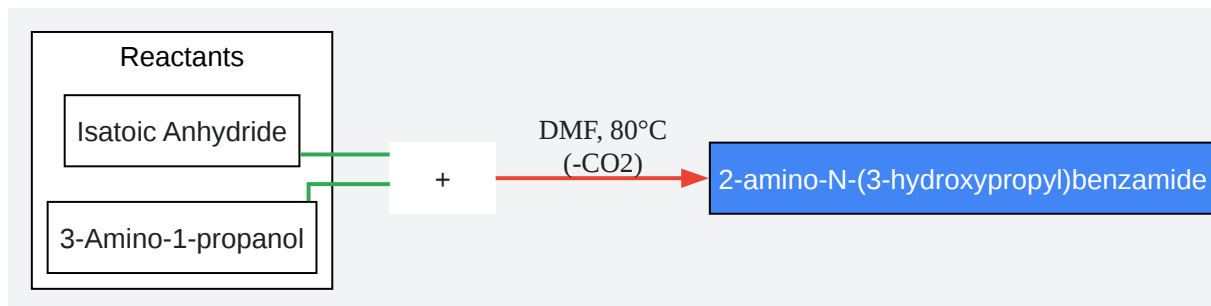 Reactants
Isatoic Anhydride
3-Amino-1-propanol
+
DMF, 80°C
(-CO2)
2-amino-N-(3-hydroxypropyl)benzamide